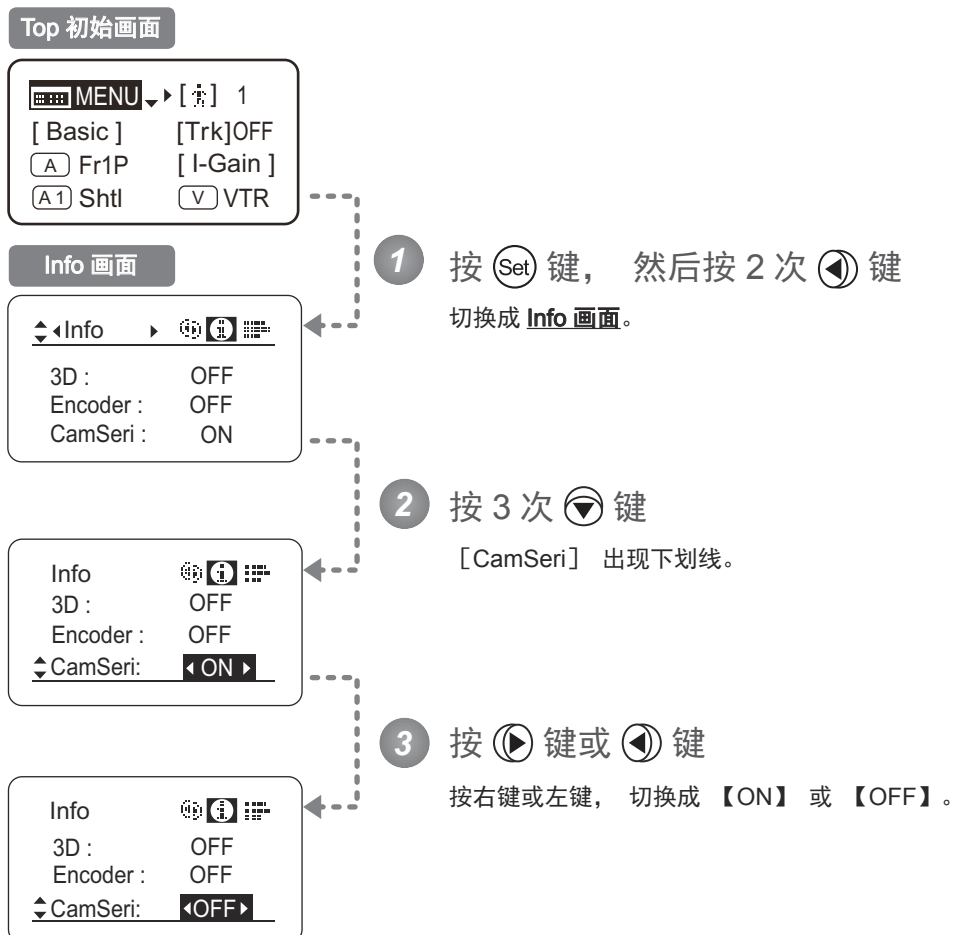 Top 初始画面
MENU [ ] 1
[ Basic ] [Trk]OFF
A Fr1P [ I-Gain ]
A1 Shtl V VTR
Info 画面
Info
3D : OFF
Encoder : OFF
CamSeri : ON
1 按 Set 键， 然后按 2 次 键
切换成 Info 画面。
2 按 3 次 键
［CamSeri］ 出现下划线。
Info
3D : OFF
Encoder : OFF
CamSeri: ON
3 按 键或 键
按右键或左键， 切换成 【ON】 或 【OFF】。
Info
3D : OFF
Encoder : OFF
CamSeri: OFF